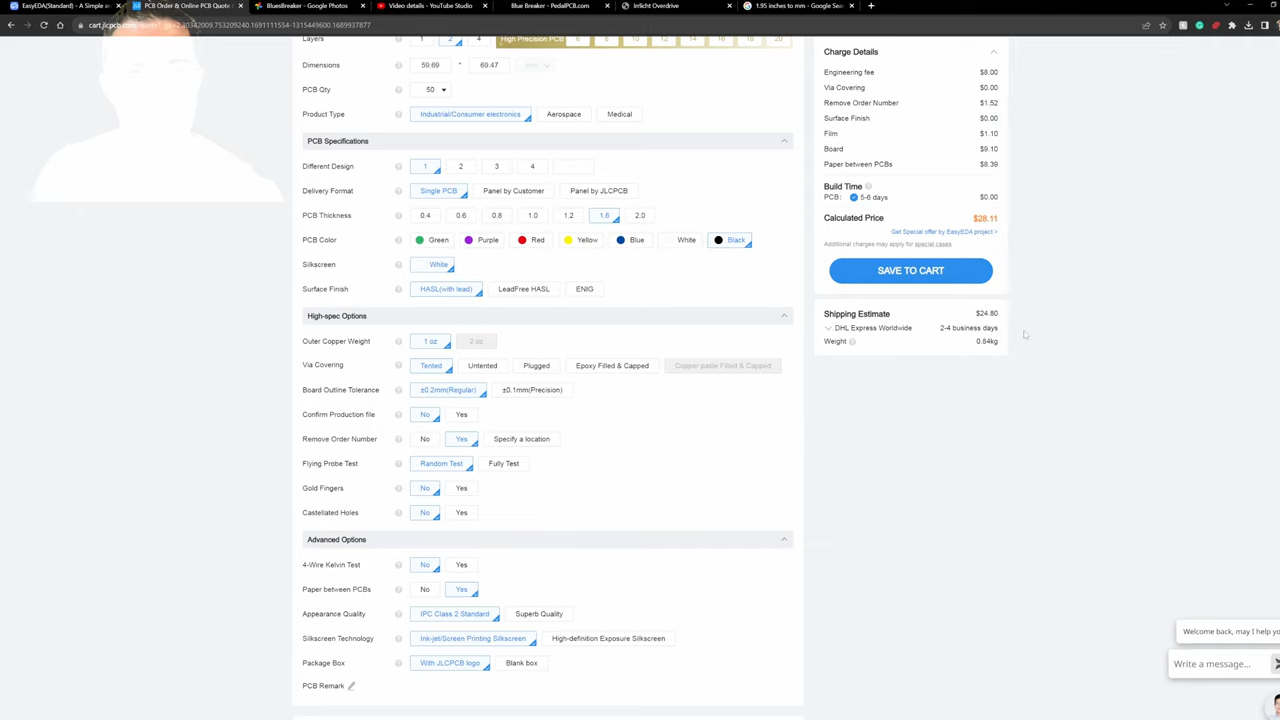 EasyEDA(Standard) - A Simple a
PCB Order & Online PCB Quote
BluesBreaker - Google Photos
Video details - YouTube Studio
Blue Breaker - PedalPCB.com
Irrlicht Overdrive
1.95 inches to mm - Google Sear
Layers 1 2 4 High Precision PCB 6 8 10 12 14 16 18 20
Dimensions 59.69 * 69.47 mm
PCB Qty 50
Product Type Industrial/Consumer electronics Aerospace Medical
PCB Specifications
Different Design 1 2 3 4
Delivery Format Single PCB Panel by Customer Panel by JLCPCB
PCB Thickness 0.4 0.6 0.8 1.0 1.2 1.6 2.0
PCB Color Green Purple Red Yellow Blue White Black
Silkscreen White
Surface Finish HASL(with lead) LeadFree HASL ENIG
High-spec Options
Outer Copper Weight 1 oz 2 oz
Via Covering Tented Untented Plugged Epoxy Filled & Capped Copper paste Filled & Capped
Board Outline Tolerance ±0.2mm(Regular) ±0.1mm(Precision)
Confirm Production file No Yes
Remove Order Number No Yes Specify a location
Flying Probe Test Random Test Fully Test
Gold Fingers No Yes
Castellated Holes No Yes
Advanced Options
4-Wire Kelvin Test No Yes
Paper between PCBs No Yes
Appearance Quality IPC Class 2 Standard Superb Quality
Silkscreen Technology Ink-jet/Screen Printing Silkscreen High-definition Exposure Silkscreen
Package Box With JLCPCB logo Blank box
PCB Remark
Charge Details
Engineering fee $8.00
Via Covering $0.00
Remove Order Number $1.52
Surface Finish $0.00
Film $1.10
Board $9.10
Paper between PCBs $8.39
Build Time
PCB: 5-6 days $0.00
Calculated Price $28.11
Get Special offer by EasyEDA project >
Additional charges may apply for special cases
SAVE TO CART
Shipping Estimate $24.80
DHL Express Worldwide 2-4 business days
Weight 0.84kg
Welcome back, may I help yo
Write a message...